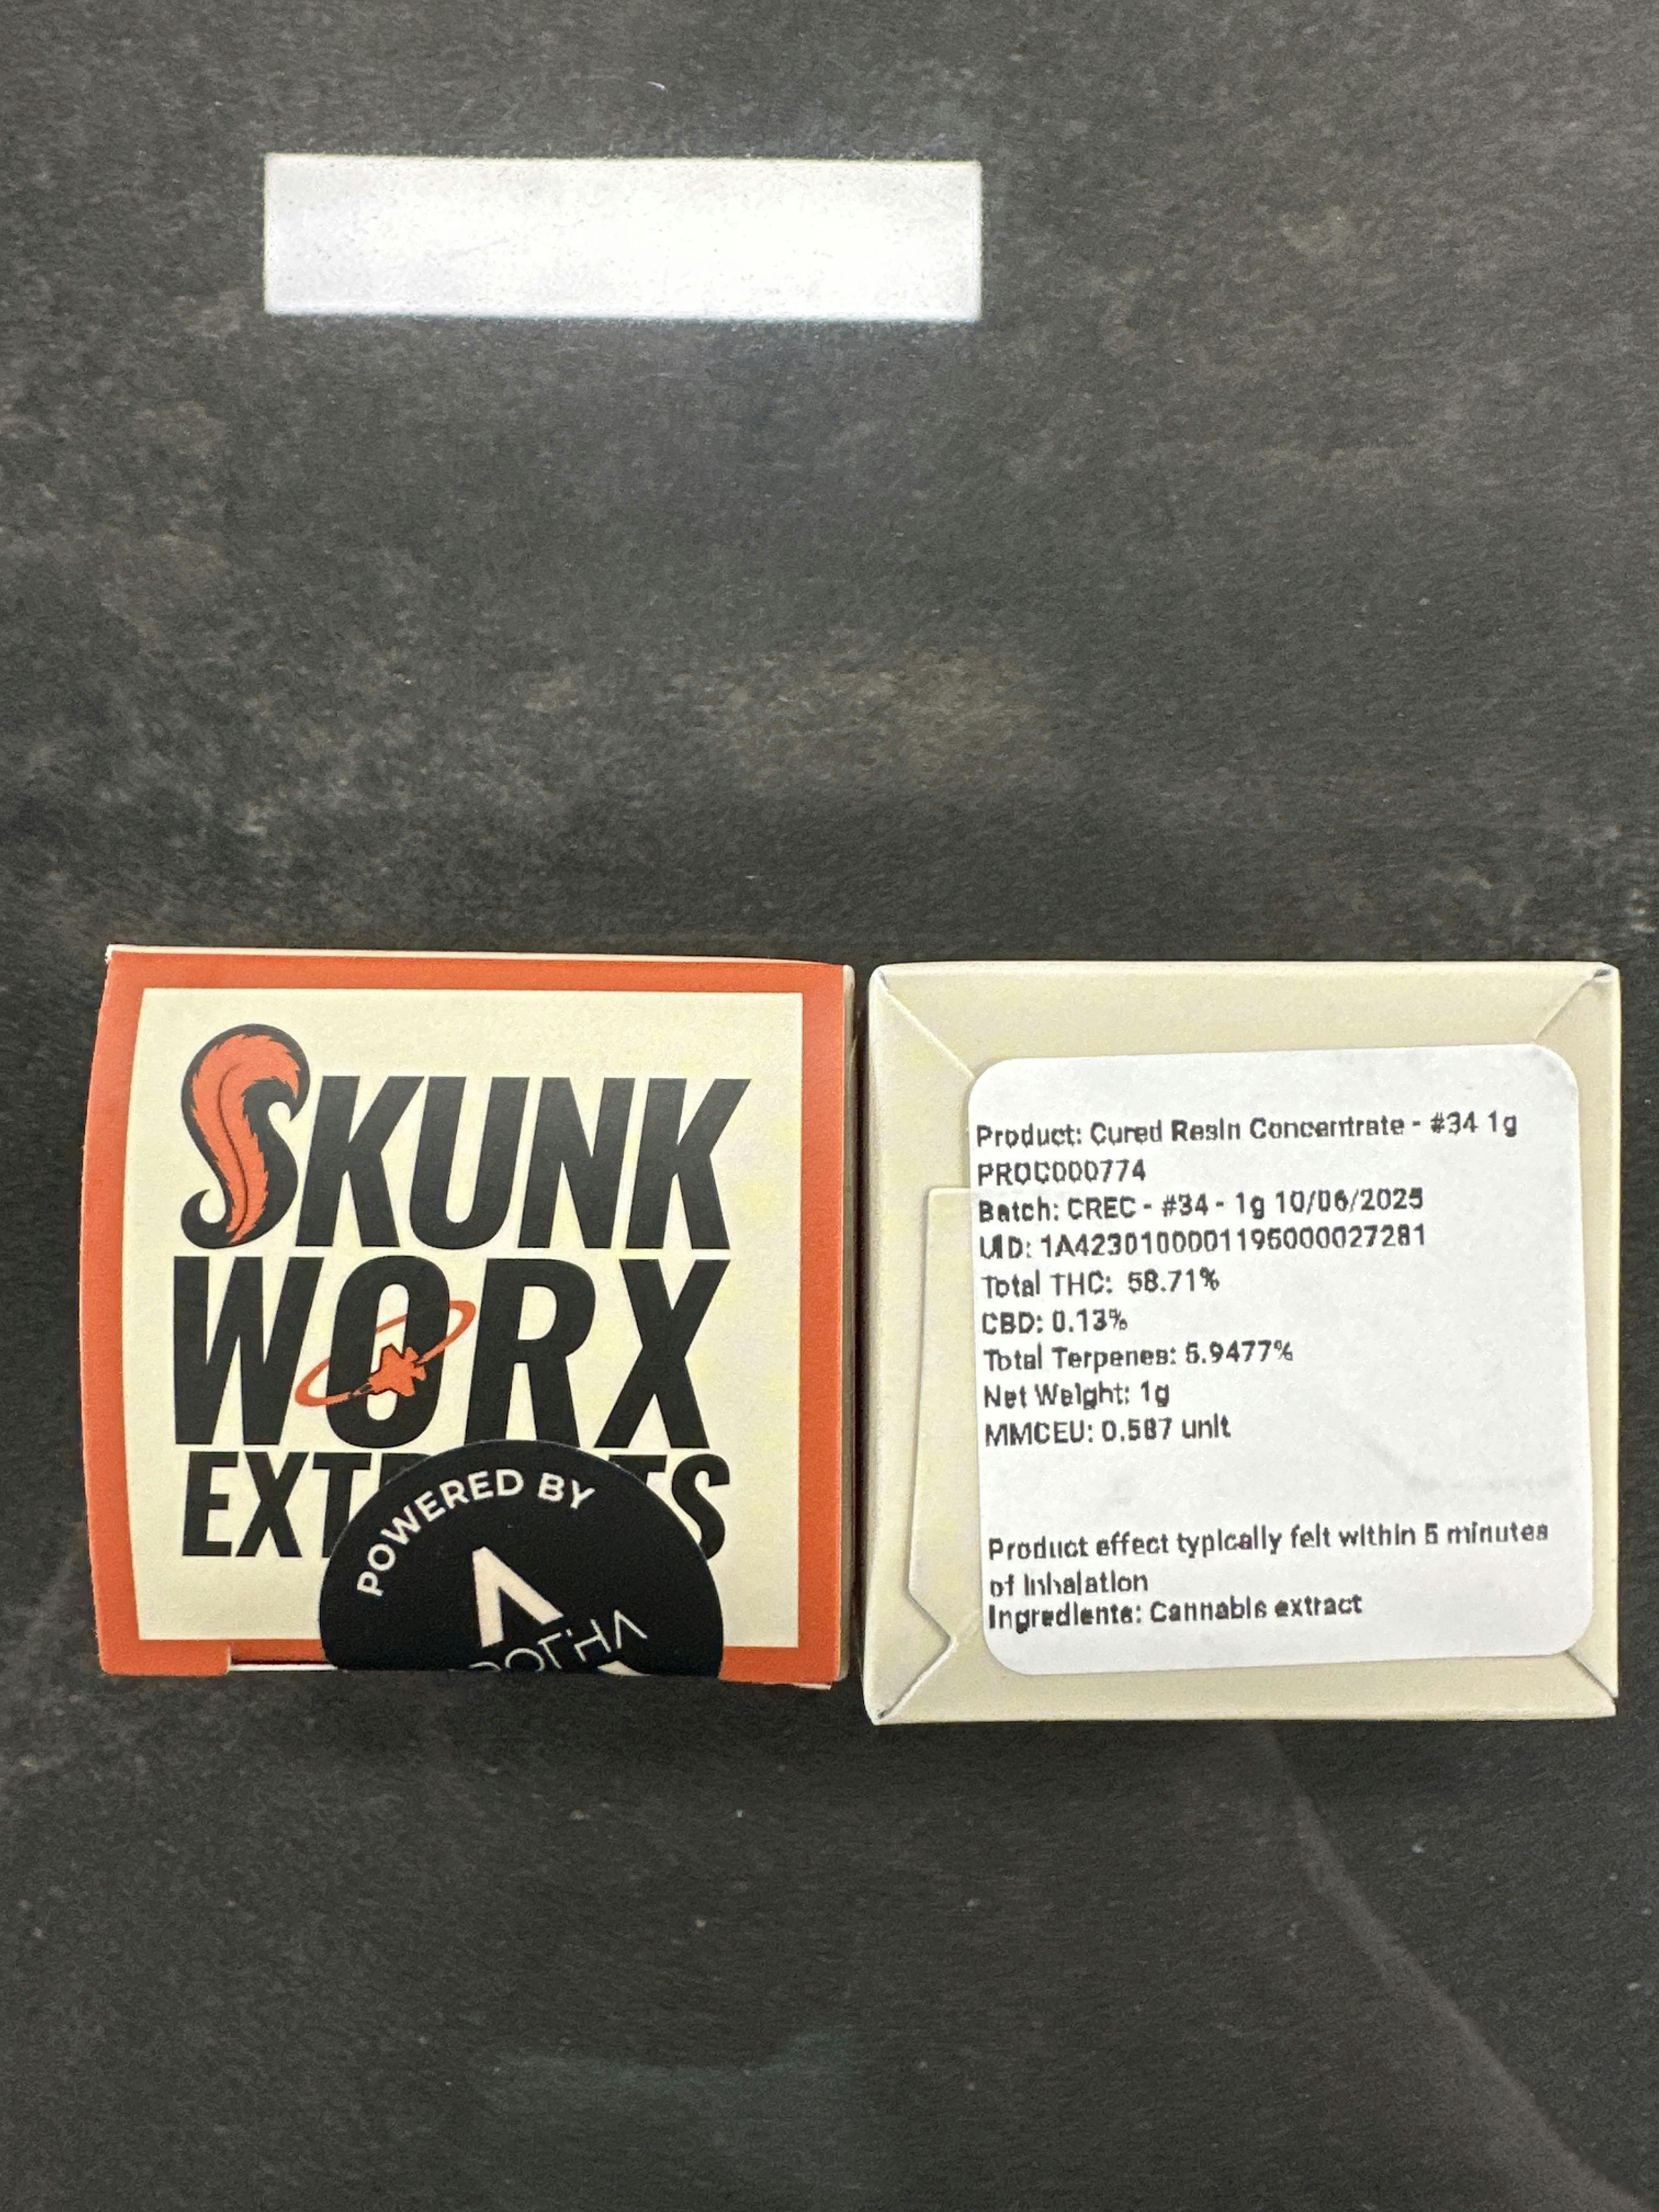 SKUNK
WORX
POWERED BY
Product: Cured Resin Concentrate - #34 1g
PROC000774
Batch: CREC - #34 - 1g 10/06/2025
UID: 1A4230100001195000027281
Total THC: 58.71%
CBD: 0.13%
Total Terpenes: 5.9477%
Net Weight: 1g
MMCEU: 0.587 unit
Product effect typically felt within 5 minutes
of Inhalation
Ingredients: Cannabis extract